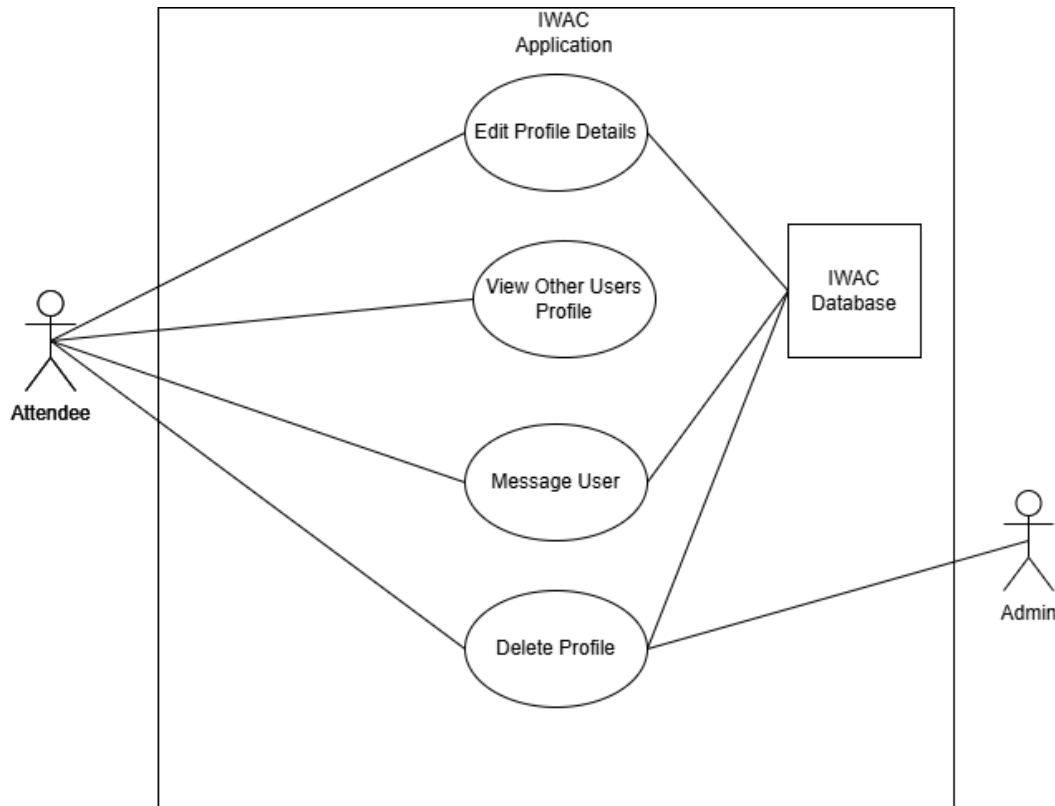 IWAC
Application
Edit Profile Details
View Other Users
Profile
IWAC
Database
Attendee
Message User
Admin
Delete Profile